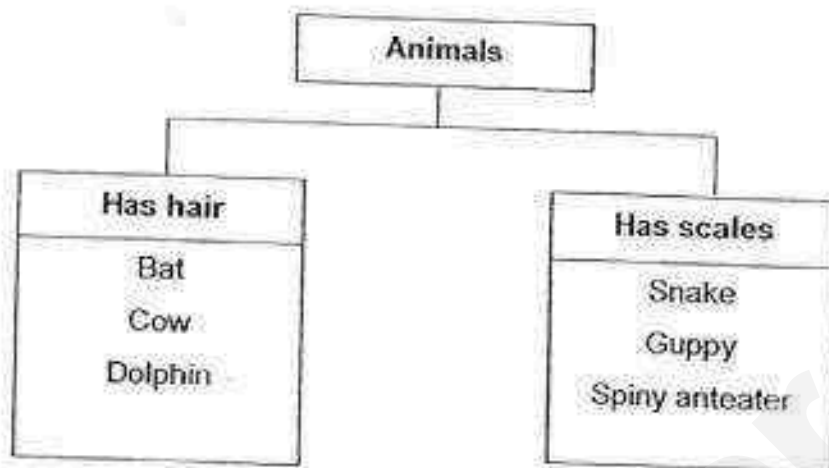 Animals
Has hair
Bat
Cow
Dolphin
Has scales
Snake
Guppy
Spiny anteater